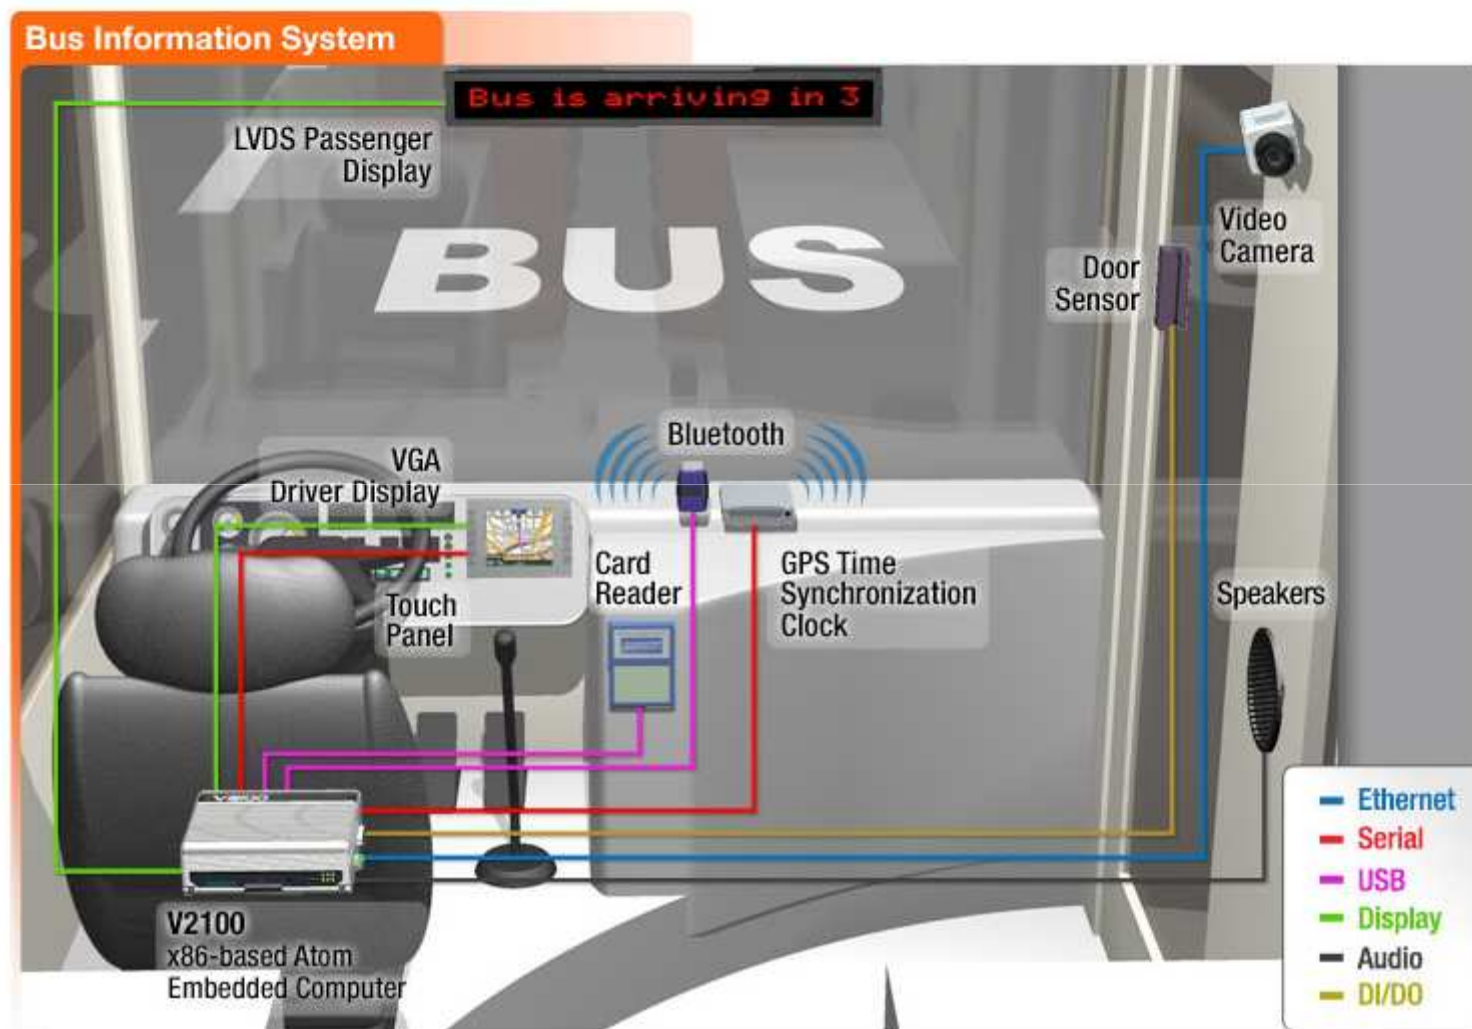 Bus Information System
Bus is arriving in 3
LVDS Passenger
Display
BUS
Video
Camera
Door
Sensor
Bluetooth
VGA
Driver Display
Card
Reader
GPS Time
Synchronization
Clock
Touch
Panel
Speakers
V2100
x86-based Atom
Embedded Computer
Ethernet
Serial
USB
Display
Audio
DI/DO